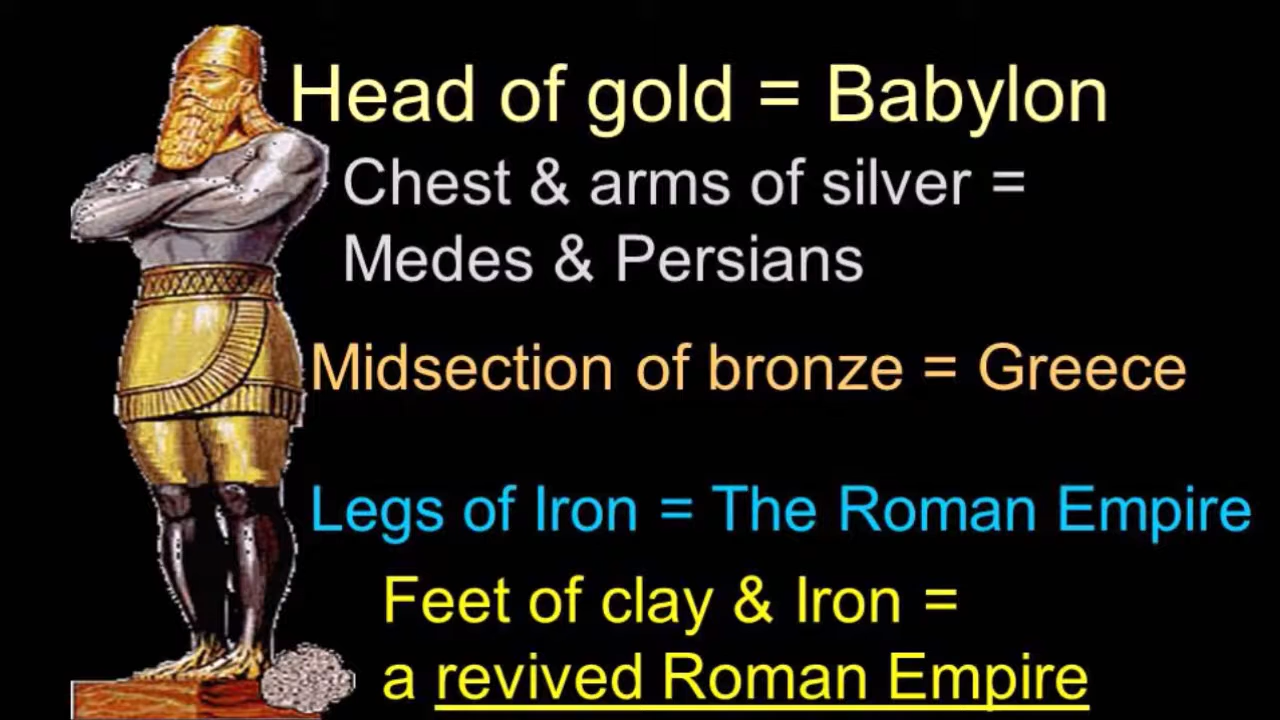 Head of gold = Babylon
Chest & arms of silver =
Medes & Persians
Midsection of bronze = Greece
Legs of Iron = The Roman Empire
Feet of clay & Iron =
a revived Roman Empire